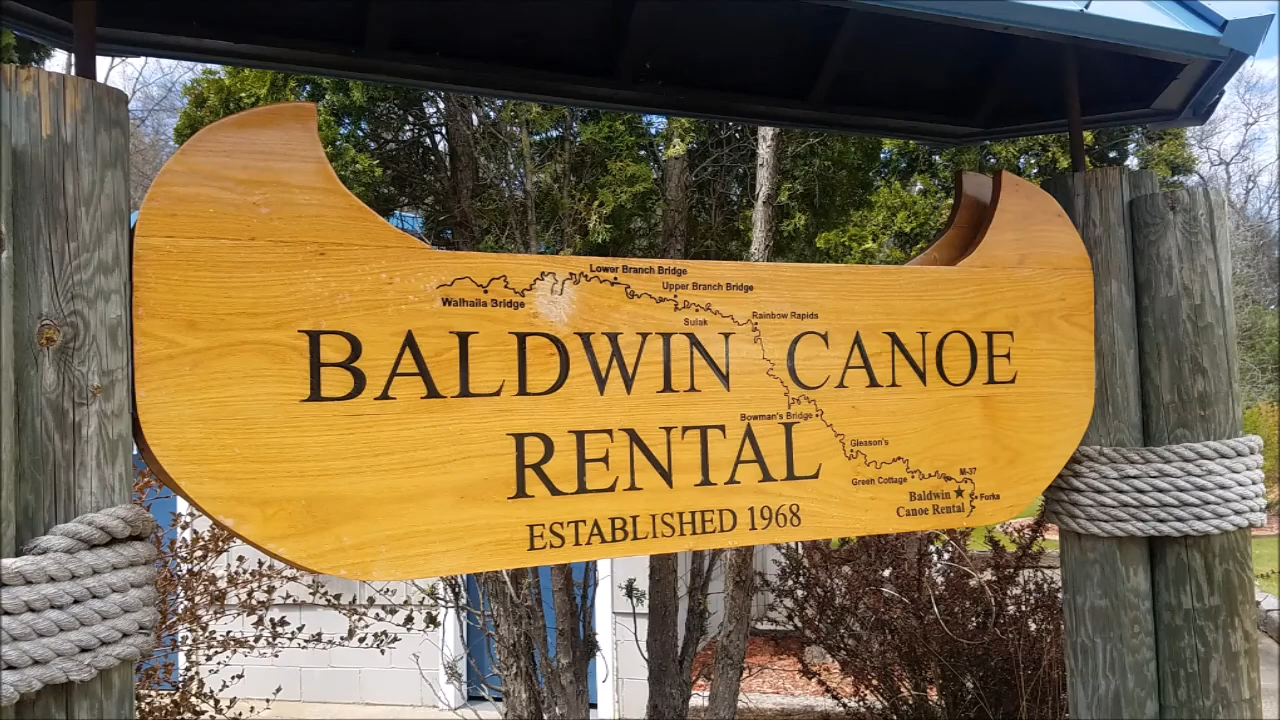 Lower Branch Bridge
Upper Branch Bridge
Walhalla Bridge
Rainbow Rapids
Sulak
BALDWIN CANOE
RENTAL
Bowman's Bridge
Gleason's
M-37
Green Cottage
Baldwin
Canoe Rental
Forks
ESTABLISHED 1968